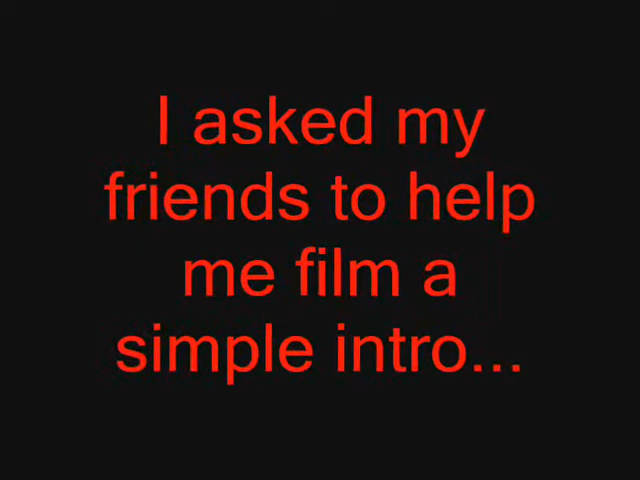 I asked my
friends to help
me film a
simple intro...